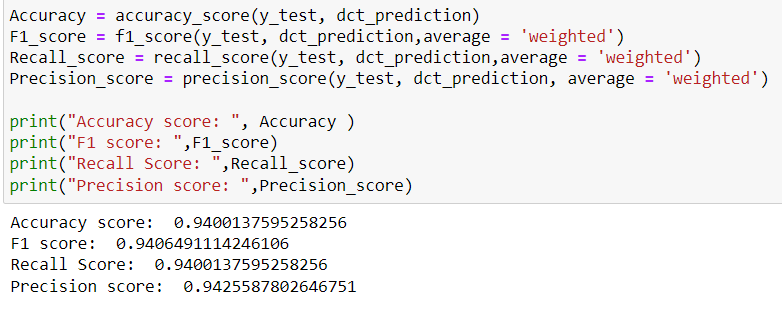 Accuracy = accuracy_score(y_test, dct_prediction)
F1_score = f1_score(y_test, dct_prediction,average = 'weighted')
Recall_score = recall_score(y_test, dct_prediction,average = 'weighted')
Precision_score = precision_score(y_test, dct_prediction, average = 'weighted')
print("Accuracy score: ", Accuracy )
print("F1 score: ",F1_score)
print("Recall Score: ",Recall_score)
print("Precision score: ",Precision_score)
Accuracy score:  0.9400137595258256
F1 score:  0.9406491114246106
Recall Score:  0.9400137595258256
Precision score:  0.9425587802646751